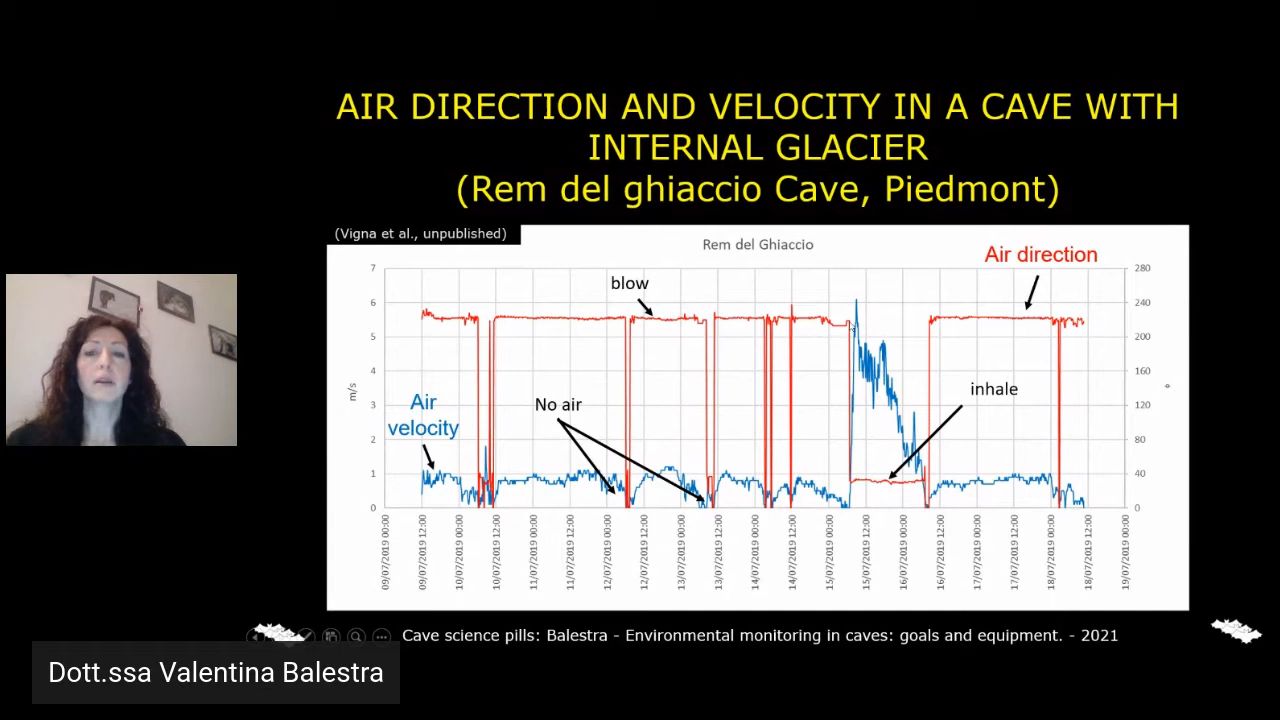 AIR DIRECTION AND VELOCITY IN A CAVE WITH
INTERNAL GLACIER
(Rem del ghiaccio Cave, Piedmont)
(Vigna et al., unpublished)
Rem del Ghiaccio
Air direction
blow
No air
inhale
Air
velocity
m/s
7
6
5
4
3
2
1
0
280
240
200
160
120
80
40
0
°
09/07/2019 00:00
09/07/2019 12:00
10/07/2019 00:00
10/07/2019 12:00
11/07/2019 00:00
11/07/2019 12:00
12/07/2019 00:00
12/07/2019 12:00
13/07/2019 00:00
13/07/2019 12:00
14/07/2019 00:00
14/07/2019 12:00
15/07/2019 00:00
15/07/2019 12:00
16/07/2019 00:00
16/07/2019 12:00
17/07/2019 00:00
17/07/2019 12:00
18/07/2019 00:00
18/07/2019 12:00
19/07/2019 00:00
Cave science pills: Balestra - Environmental monitoring in caves: goals and equipment. - 2021
Dott.ssa Valentina Balestra